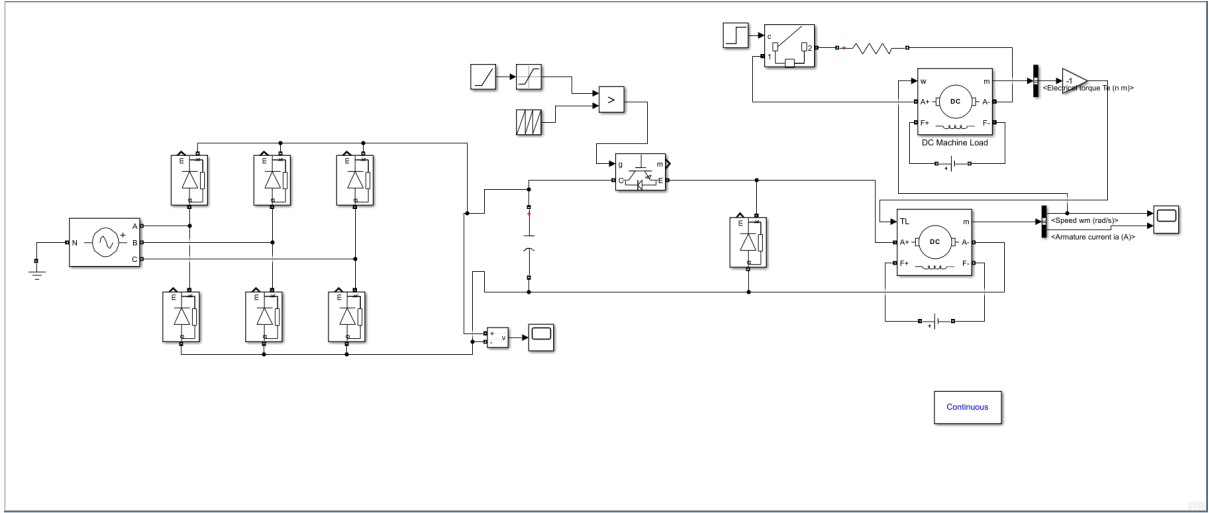 c
1
2
w
m
A+
DC
A-
F+
F-
DC Machine Load
-1
<Electrical torque Te (n m)>
>
g
m
C
E
m
m
m
m
N
A
B
C
+
m
m
m
m
TL
m
A+
DC
A-
F+
F-
<Speed wm (rad/s)>
<Armature current ia (A)>
+
-
v
+
+
Continuous